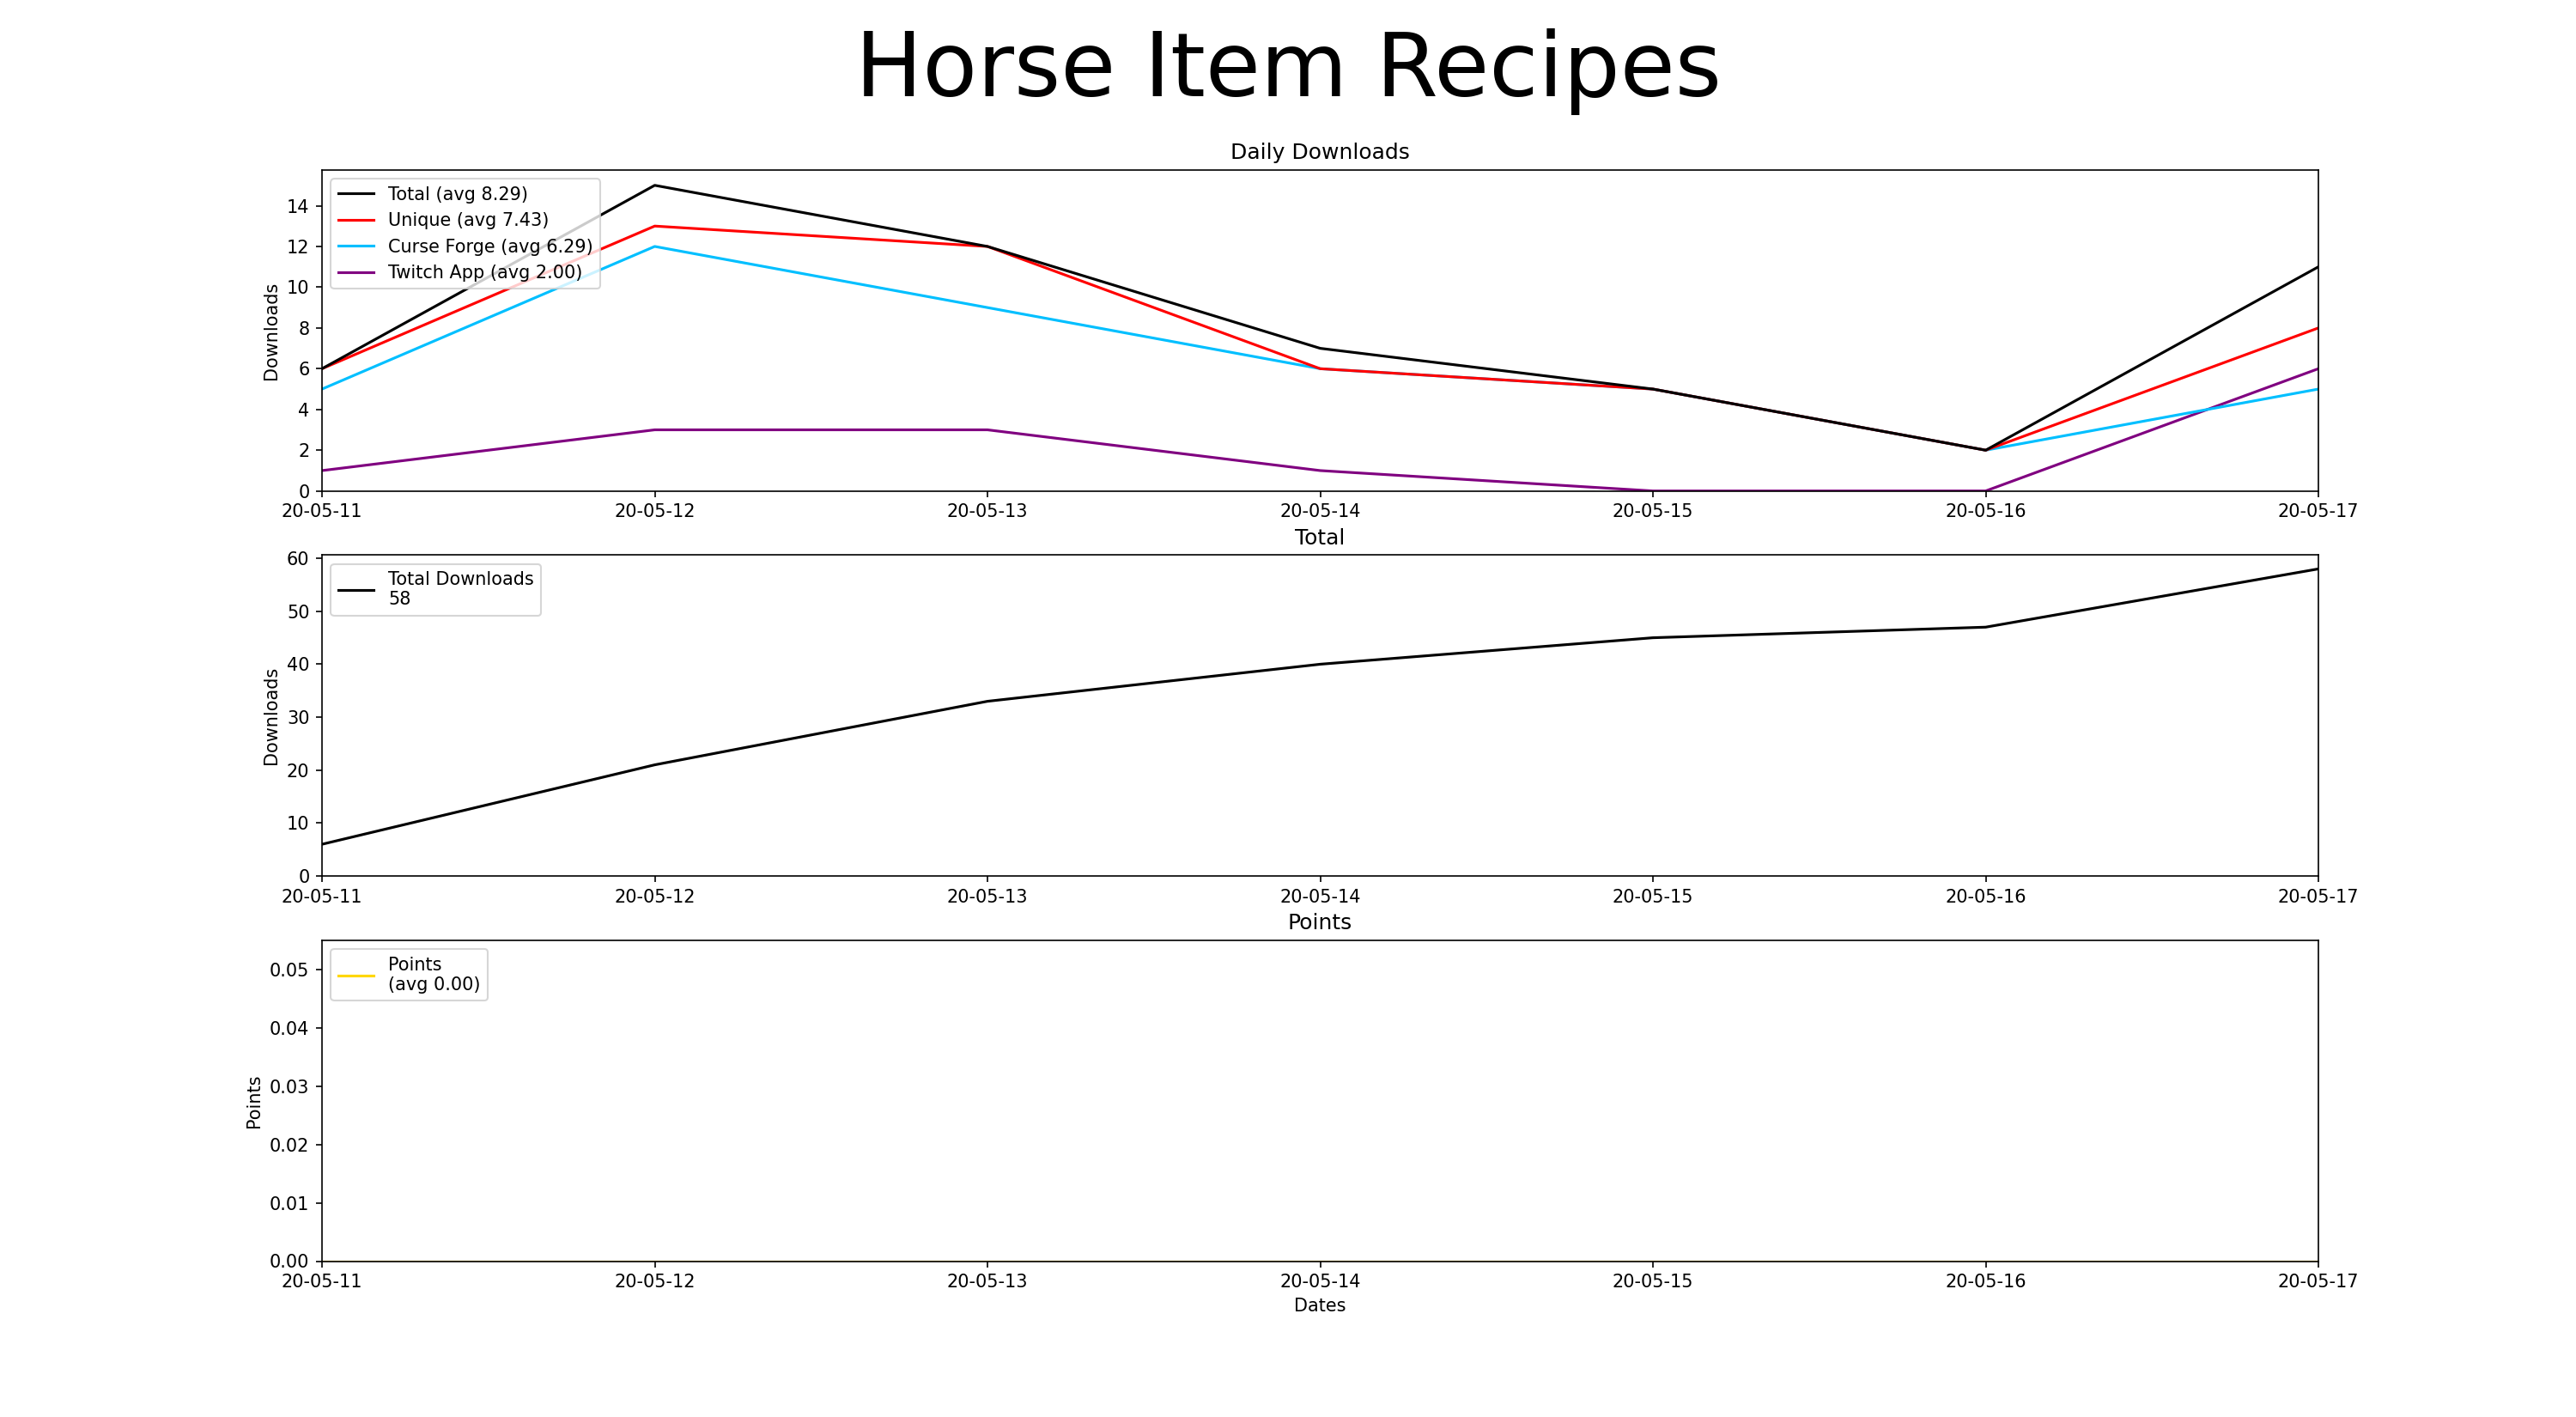 Horse Item Recipes
Daily Downloads
Total (avg 8.29)
Unique (avg 7.43)
Curse Forge (avg 6.29)
Twitch App (avg 2.00)
Downloads
14
12
10
8
6
4
2
0
20-05-11 20-05-12 20-05-13 20-05-14 20-05-15 20-05-16 20-05-17
Total
Total Downloads
58
Downloads
60
50
40
30
20
10
0
20-05-11 20-05-12 20-05-13 20-05-14 20-05-15 20-05-16 20-05-17
Points
Points
(avg 0.00)
Points
0.05
0.04
0.03
0.02
0.01
0.00
20-05-11 20-05-12 20-05-13 20-05-14 20-05-15 20-05-16 20-05-17
Dates